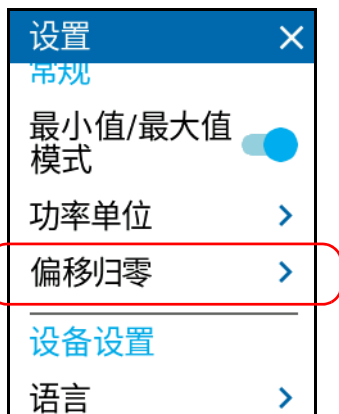 设置
常规
最小值/最大值
模式
功率单位
偏移归零
设备设置
语言